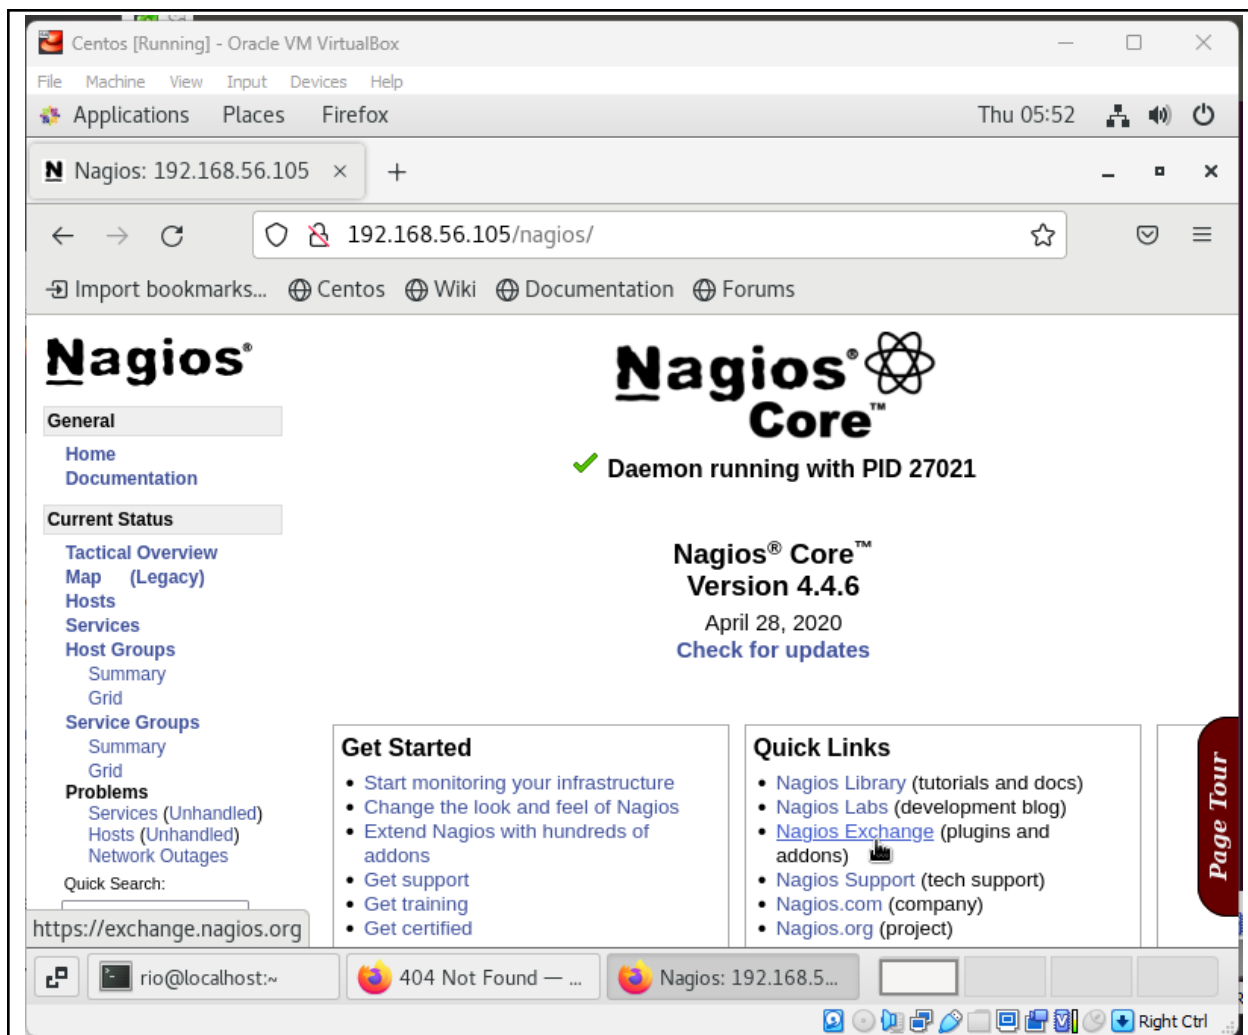 Centos [Running] - Oracle VM VirtualBox
File Machine View Input Devices Help
Applications Places Firefox Thu 05:52
N Nagios: 192.168.56.105
192.168.56.105/nagios/
Import bookmarks... Centos Wiki Documentation Forums
Nagios®
General
Home
Documentation
Current Status
Tactical Overview
Map (Legacy)
Hosts
Services
Host Groups
Summary
Grid
Service Groups
Summary
Grid
Problems
Services (Unhandled)
Hosts (Unhandled)
Network Outages
Quick Search:
https://exchange.nagios.org
Nagios®
Core™
Daemon running with PID 27021
Nagios® Core™
Version 4.4.6
April 28, 2020
Check for updates
Get Started
• Start monitoring your infrastructure
• Change the look and feel of Nagios
• Extend Nagios with hundreds of
addons
• Get support
• Get training
• Get certified
Quick Links
• Nagios Library (tutorials and docs)
• Nagios Labs (development blog)
• Nagios Exchange (plugins and
addons)
• Nagios Support (tech support)
• Nagios.com (company)
• Nagios.org (project)
Page Tour
rio@localhost:~ 404 Not Found — ... Nagios: 192.168.5...
Right Ctrl